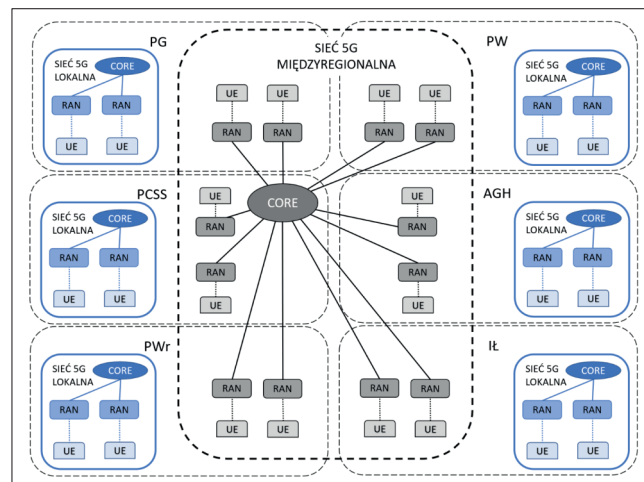 PG
SIEĆ 5G
LOKALNA
CORE
RAN
RAN
UE
UE
SIEĆ 5G
MIĘDZYREGIONALNA
UE
UE
UE
UE
RAN
RAN
RAN
RAN
PW
SIEĆ 5G
LOKALNA
CORE
RAN
RAN
UE
UE
PCSS
SIEĆ 5G
LOKALNA
CORE
RAN
RAN
UE
UE
UE
RAN
RAN
UE
CORE
UE
RAN
RAN
UE
AGH
SIEĆ 5G
LOKALNA
CORE
RAN
RAN
UE
UE
PWr
SIEĆ 5G
LOKALNA
CORE
RAN
RAN
UE
UE
RAN
RAN
RAN
RAN
UE
UE
UE
UE
IŁ
SIEĆ 5G
LOKALNA
CORE
RAN
RAN
UE
UE